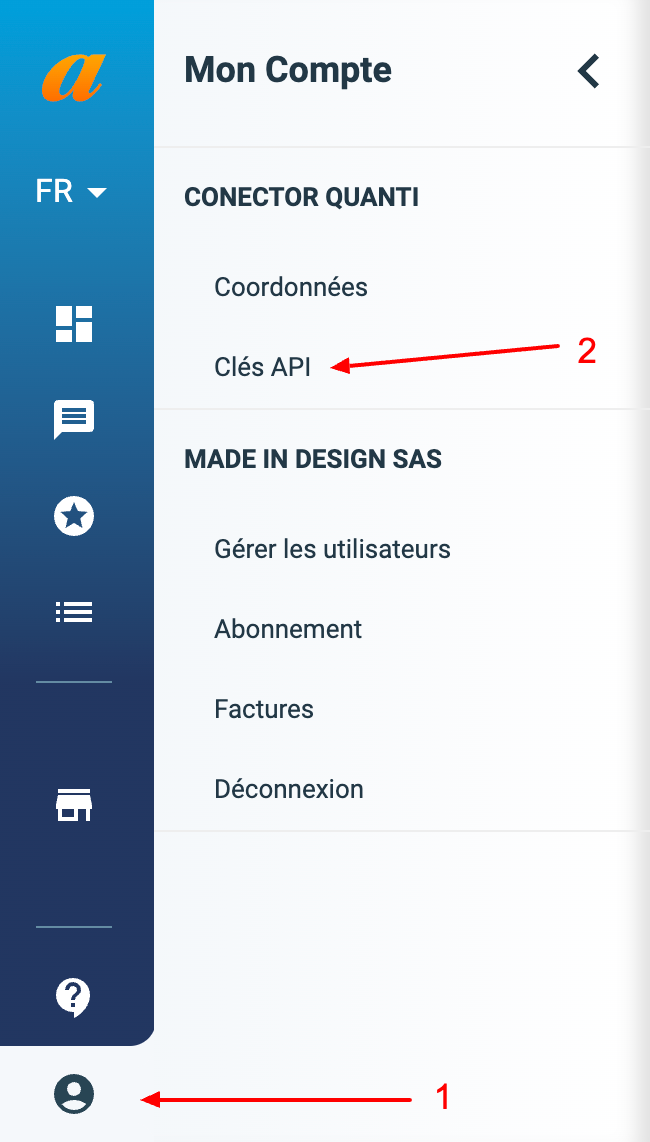 a
Mon Compte
FR
CONECTOR QUANTI
Coordonnées
Clés API
2
MADE IN DESIGN SAS
Gérer les utilisateurs
Abonnement
Factures
Déconnexion
?
1